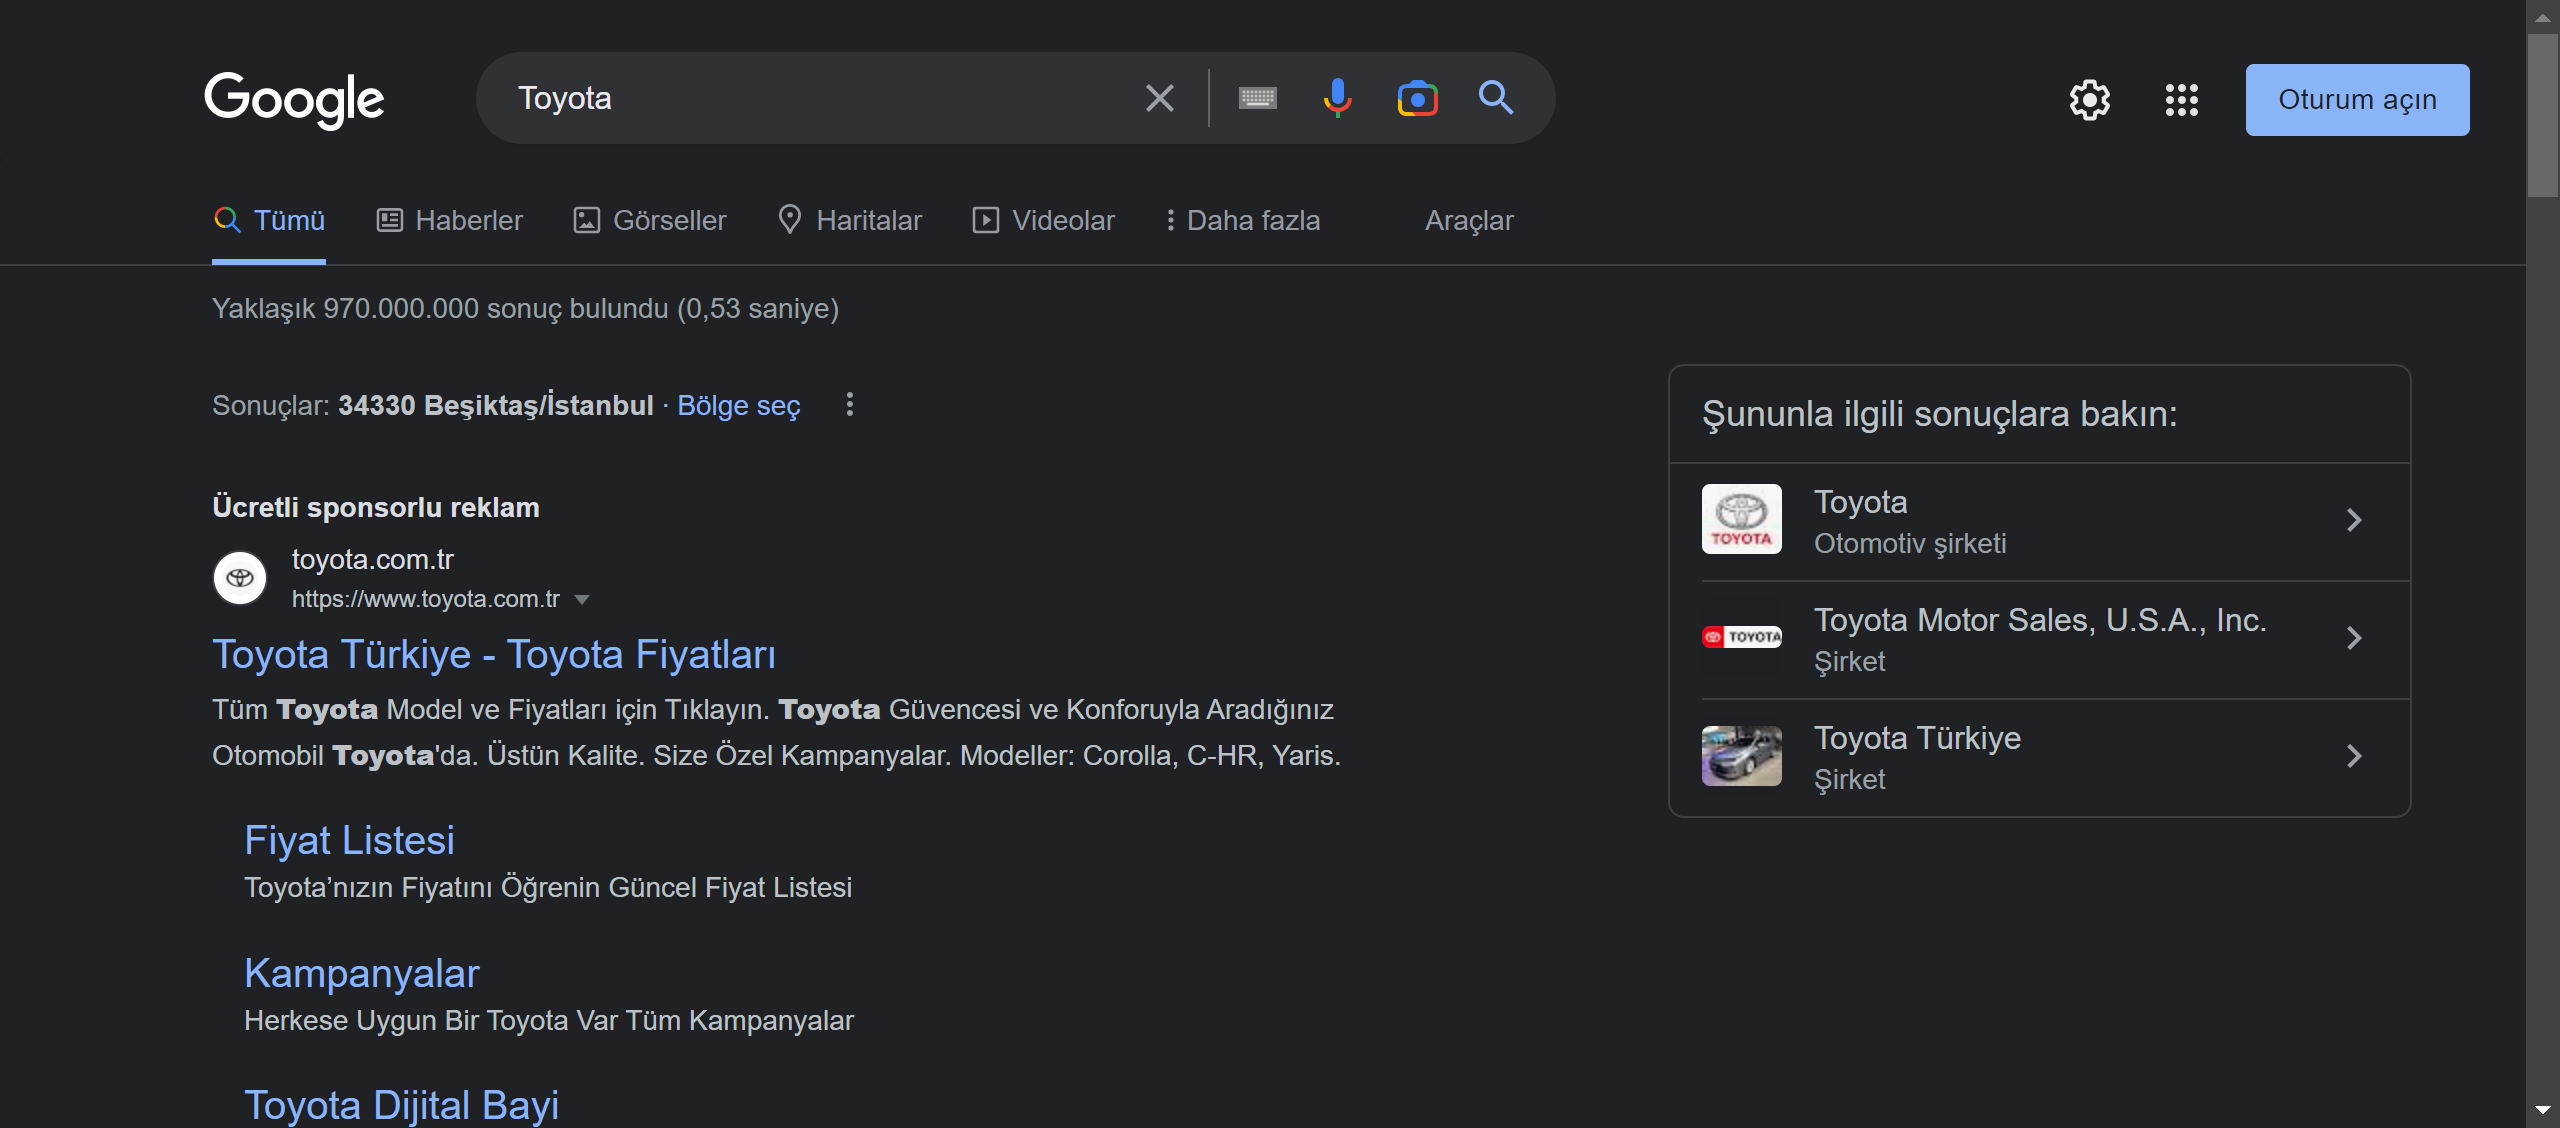 Google
Toyota
Oturum açın
Tümü
Haberler
Görseller
Haritalar
Videolar
Daha fazla
Araçlar
Yaklaşık 970.000.000 sonuç bulundu (0,53 saniye)
Sonuçlar: 34330 Beşiktaş/İstanbul · Bölge seç
Ücretli sponsorlu reklam
toyota.com.tr
https://www.toyota.com.tr
Toyota Türkiye - Toyota Fiyatları
Tüm Toyota Model ve Fiyatları için Tıklayın. Toyota Güvencesi ve Konforuyla Aradığınız
Otomobil Toyota'da. Üstün Kalite. Size Özel Kampanyalar. Modeller: Corolla, C-HR, Yaris.
Fiyat Listesi
Toyota’nızın Fiyatını Öğrenin Güncel Fiyat Listesi
Kampanyalar
Herkese Uygun Bir Toyota Var Tüm Kampanyalar
Toyota Dijital Bayi
Şununla ilgili sonuçlara bakın:
TOYOTA
Toyota
Otomotiv şirketi
TOYOTA
Toyota Motor Sales, U.S.A., Inc.
Şirket
Toyota Türkiye
Şirket